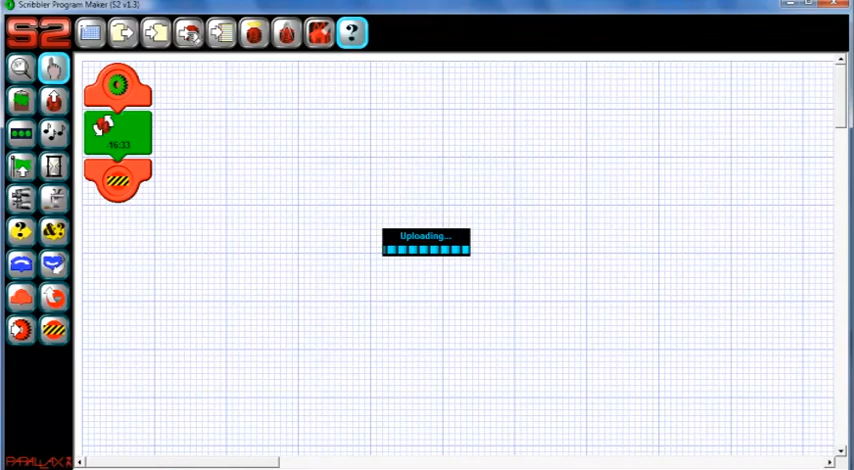 Scribbler Program Maker (S2 v1.3)
S2
?
-16:33
Uploading...
?
&?
PARALLAX